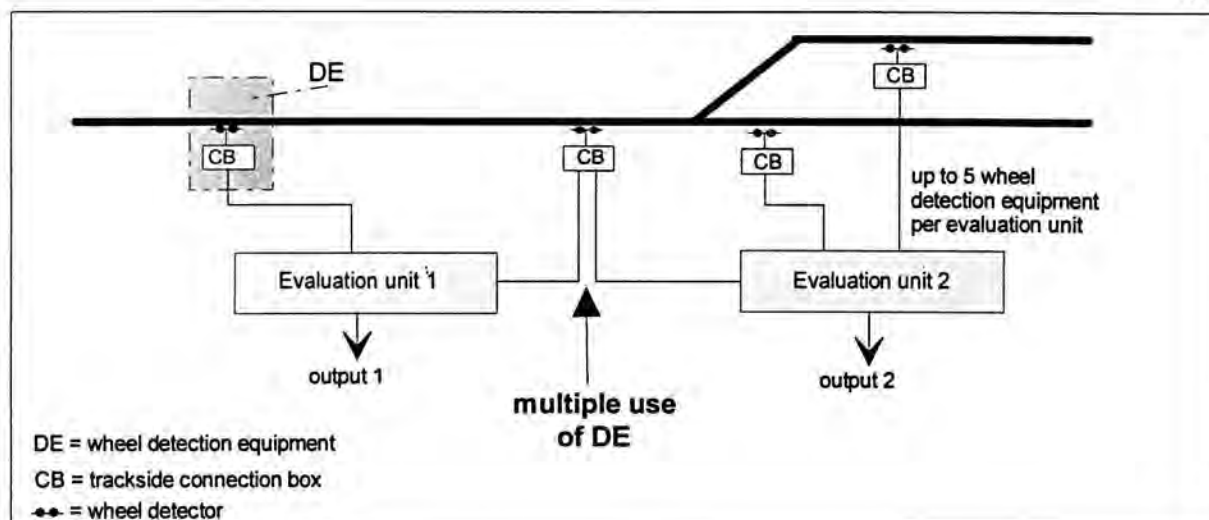 DE
CB
CB
CB
CB
up to 5 wheel
detection equipment
per evaluation unit
Evaluation unit 1
Evaluation unit 2
output 1
output 2
multiple use
of DE
DE = wheel detection equipment
CB = trackside connection box
= wheel detector